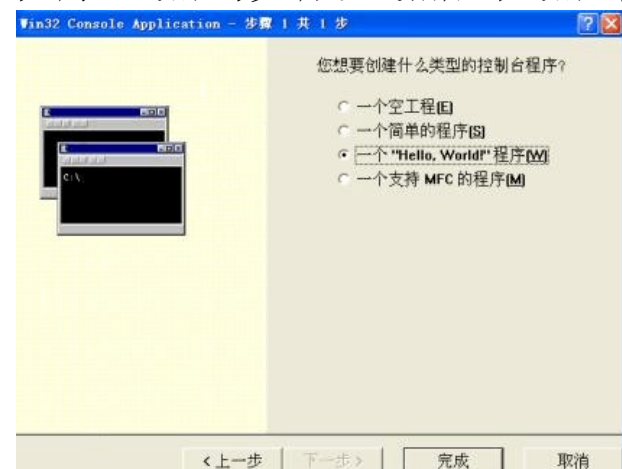 Win32 Console Application - 步骤 1 共 1 步
您想要创建什么类型的控制台程序?
一个空工程[E]
一个简单的程序[S]
一个 "Hello, World!" 程序[W]
一个支持 MFC 的程序[M]
C:\
<上一步
下一步>
完成
取消